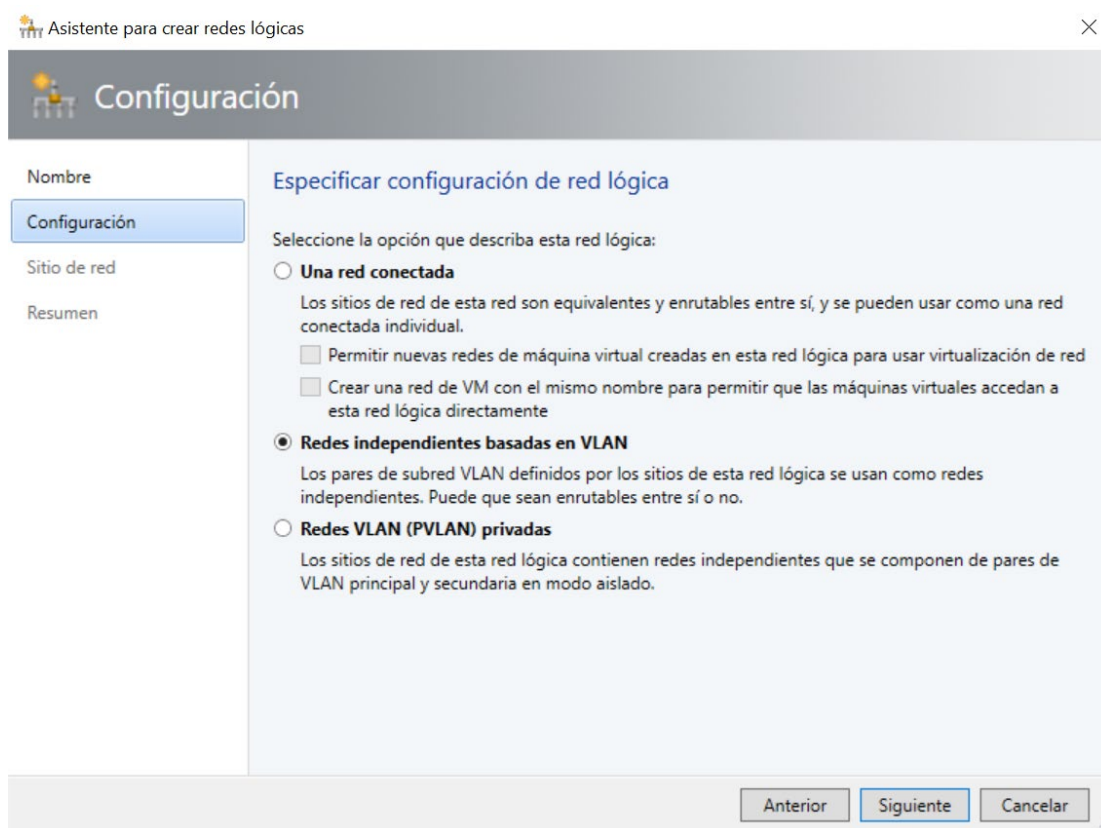 Asistente para crear redes lógicas
Configuración
Nombre
Configuración
Sitio de red
Resumen
Especificar configuración de red lógica
Seleccione la opción que describa esta red lógica:
Una red conectada
Los sitios de red de esta red son equivalentes y enrutables entre sí, y se pueden usar como una red
conectada individual.
Permitir nuevas redes de máquina virtual creadas en esta red lógica para usar virtualización de red
Crear una red de VM con el mismo nombre para permitir que las máquinas virtuales accedan a
esta red lógica directamente
Redes independientes basadas en VLAN
Los pares de subred VLAN definidos por los sitios de esta red lógica se usan como redes
independientes. Puede que sean enrutables entre sí o no.
Redes VLAN (PVLAN) privadas
Los sitios de red de esta red lógica contienen redes independientes que se componen de pares de
VLAN principal y secundaria en modo aislado.
Anterior
Siguiente
Cancelar